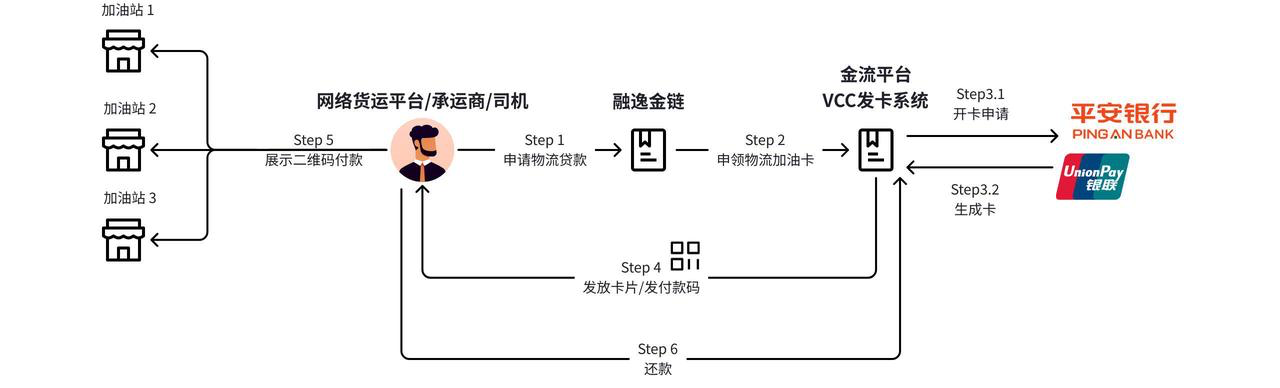 加油站 1
加油站 2
加油站 3
Step 5
展示二维码付款
网络货运平台/承运商/司机
Step 1
申请物流贷款
融逸金链
Step 2
申领物流加油卡
金流平台
VCC发卡系统
Step3.1
开卡申请
平安银行
PING AN BANK
UnionPay
银联
Step3.2
生成卡
Step 4
发放卡片/发付款码
Step 6
还款